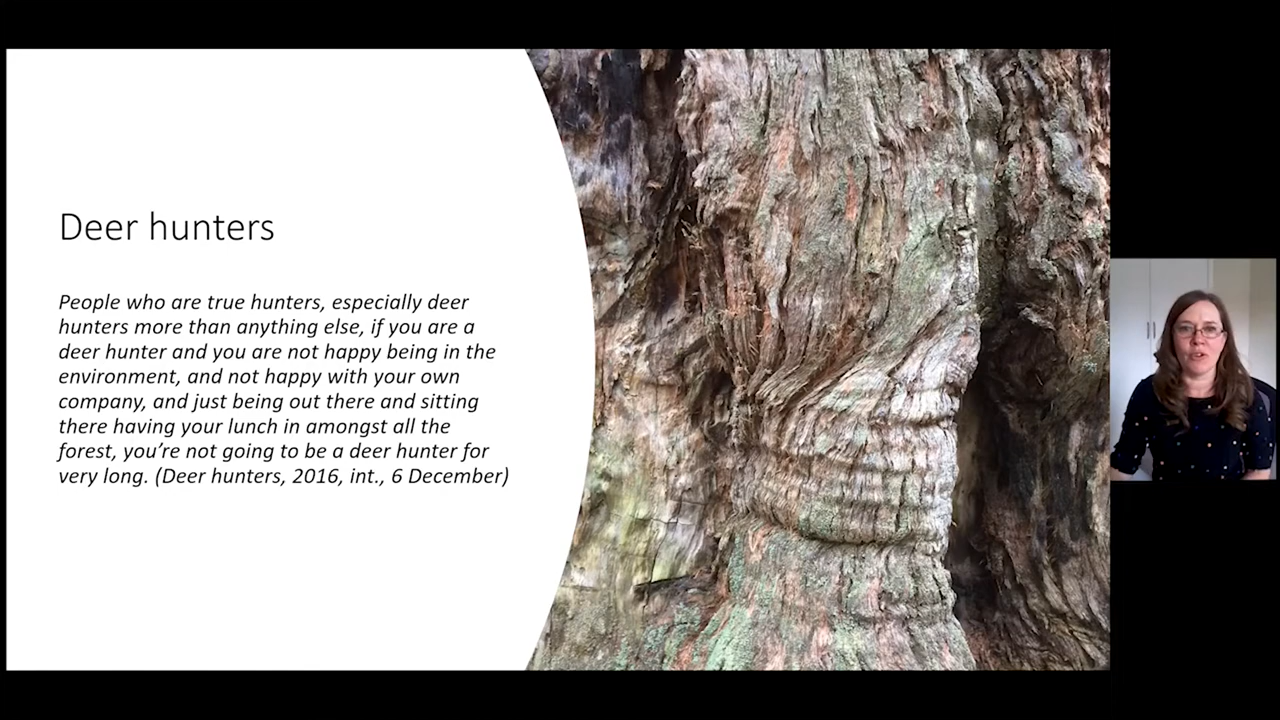 Deer hunters
People who are true hunters, especially deer
hunters more than anything else, if you are a
deer hunter and you are not happy being in the
environment, and not happy with your own
company, and just being out there and sitting
there having your lunch in amongst all the
forest, you’re not going to be a deer hunter for
very long. (Deer hunters, 2016, int., 6 December)